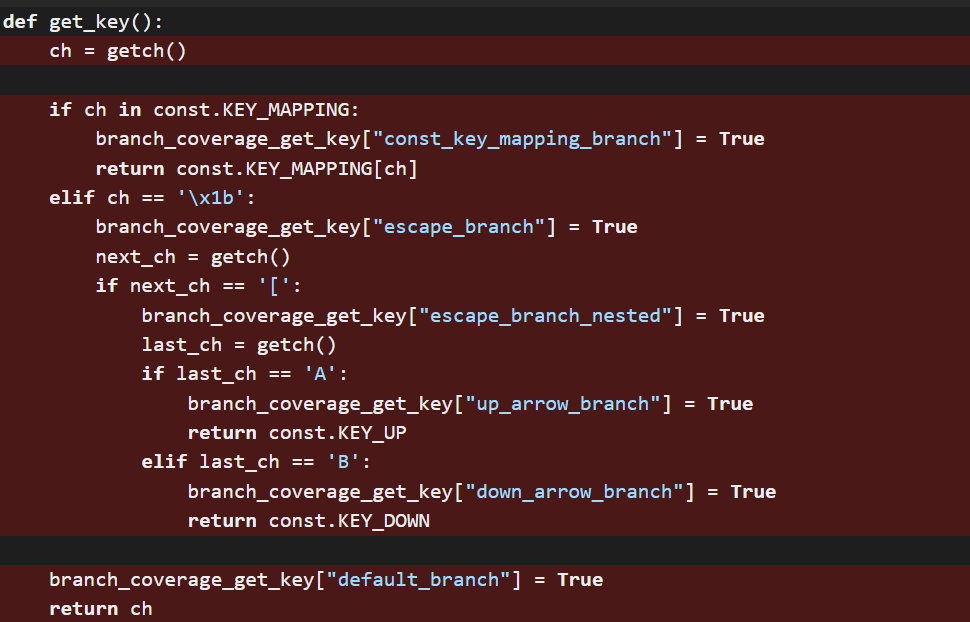 def get_key():
    ch = getch()

    if ch in const.KEY_MAPPING:
        branch_coverage_get_key["const_key_mapping_branch"] = True
        return const.KEY_MAPPING[ch]
    elif ch == '\x1b':
        branch_coverage_get_key["escape_branch"] = True
        next_ch = getch()
        if next_ch == '[':
            branch_coverage_get_key["escape_branch_nested"] = True
            last_ch = getch()
            if last_ch == 'A':
                branch_coverage_get_key["up_arrow_branch"] = True
                return const.KEY_UP
            elif last_ch == 'B':
                branch_coverage_get_key["down_arrow_branch"] = True
                return const.KEY_DOWN

    branch_coverage_get_key["default_branch"] = True
    return ch